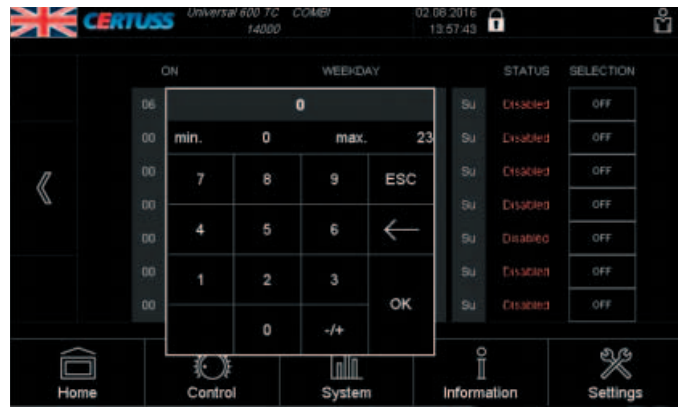 CERTUSS Universal 600 TC COMBI 02.06.2016
14000 13:57:43
ON WEEKDAY STATUS SELECTION
06 0 Su Disabled OFF
00 min. 0 max. 23 Su Disabled OFF
00 7 8 9 ESC Su Disabled OFF
00 Su Disabled OFF
00 4 5 6 Su Disabled OFF
00 1 2 3 Su Disabled OFF
00 OK Su Disabled OFF
0 -/+
Home Control System Information Settings